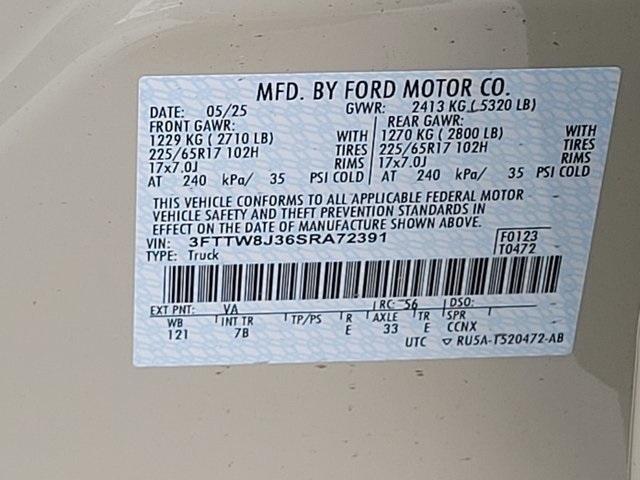 MFD. BY FORD MOTOR CO.
DATE: 05/25 GVWR: 2413 KG ( 5320 LB)
FRONT GAWR: REAR GAWR:
1229 KG ( 2710 LB) WITH 1270 KG ( 2800 LB) WITH
225/65R17 102H TIRES 225/65R17 102H TIRES
17x7.0J RIMS 17x7.0J RIMS
AT 240 kPa/ 35 PSI COLD AT 240 kPa/ 35 PSI COLD
THIS VEHICLE CONFORMS TO ALL APPLICABLE FEDERAL MOTOR
VEHICLE SAFETY AND THEFT PREVENTION STANDARDS IN
EFFECT ON THE DATE OF MANUFACTURE SHOWN ABOVE.
VIN: 3FTTW8J36SRA72391 F0123
TYPE: Truck T0472
EXT PNT: VA RC: 56 DSO:
WB INT TR TP/PS R AXLE TR SPR
121 7B E 33 E CCNX
UTC ▽ RU5A-T520472-AB